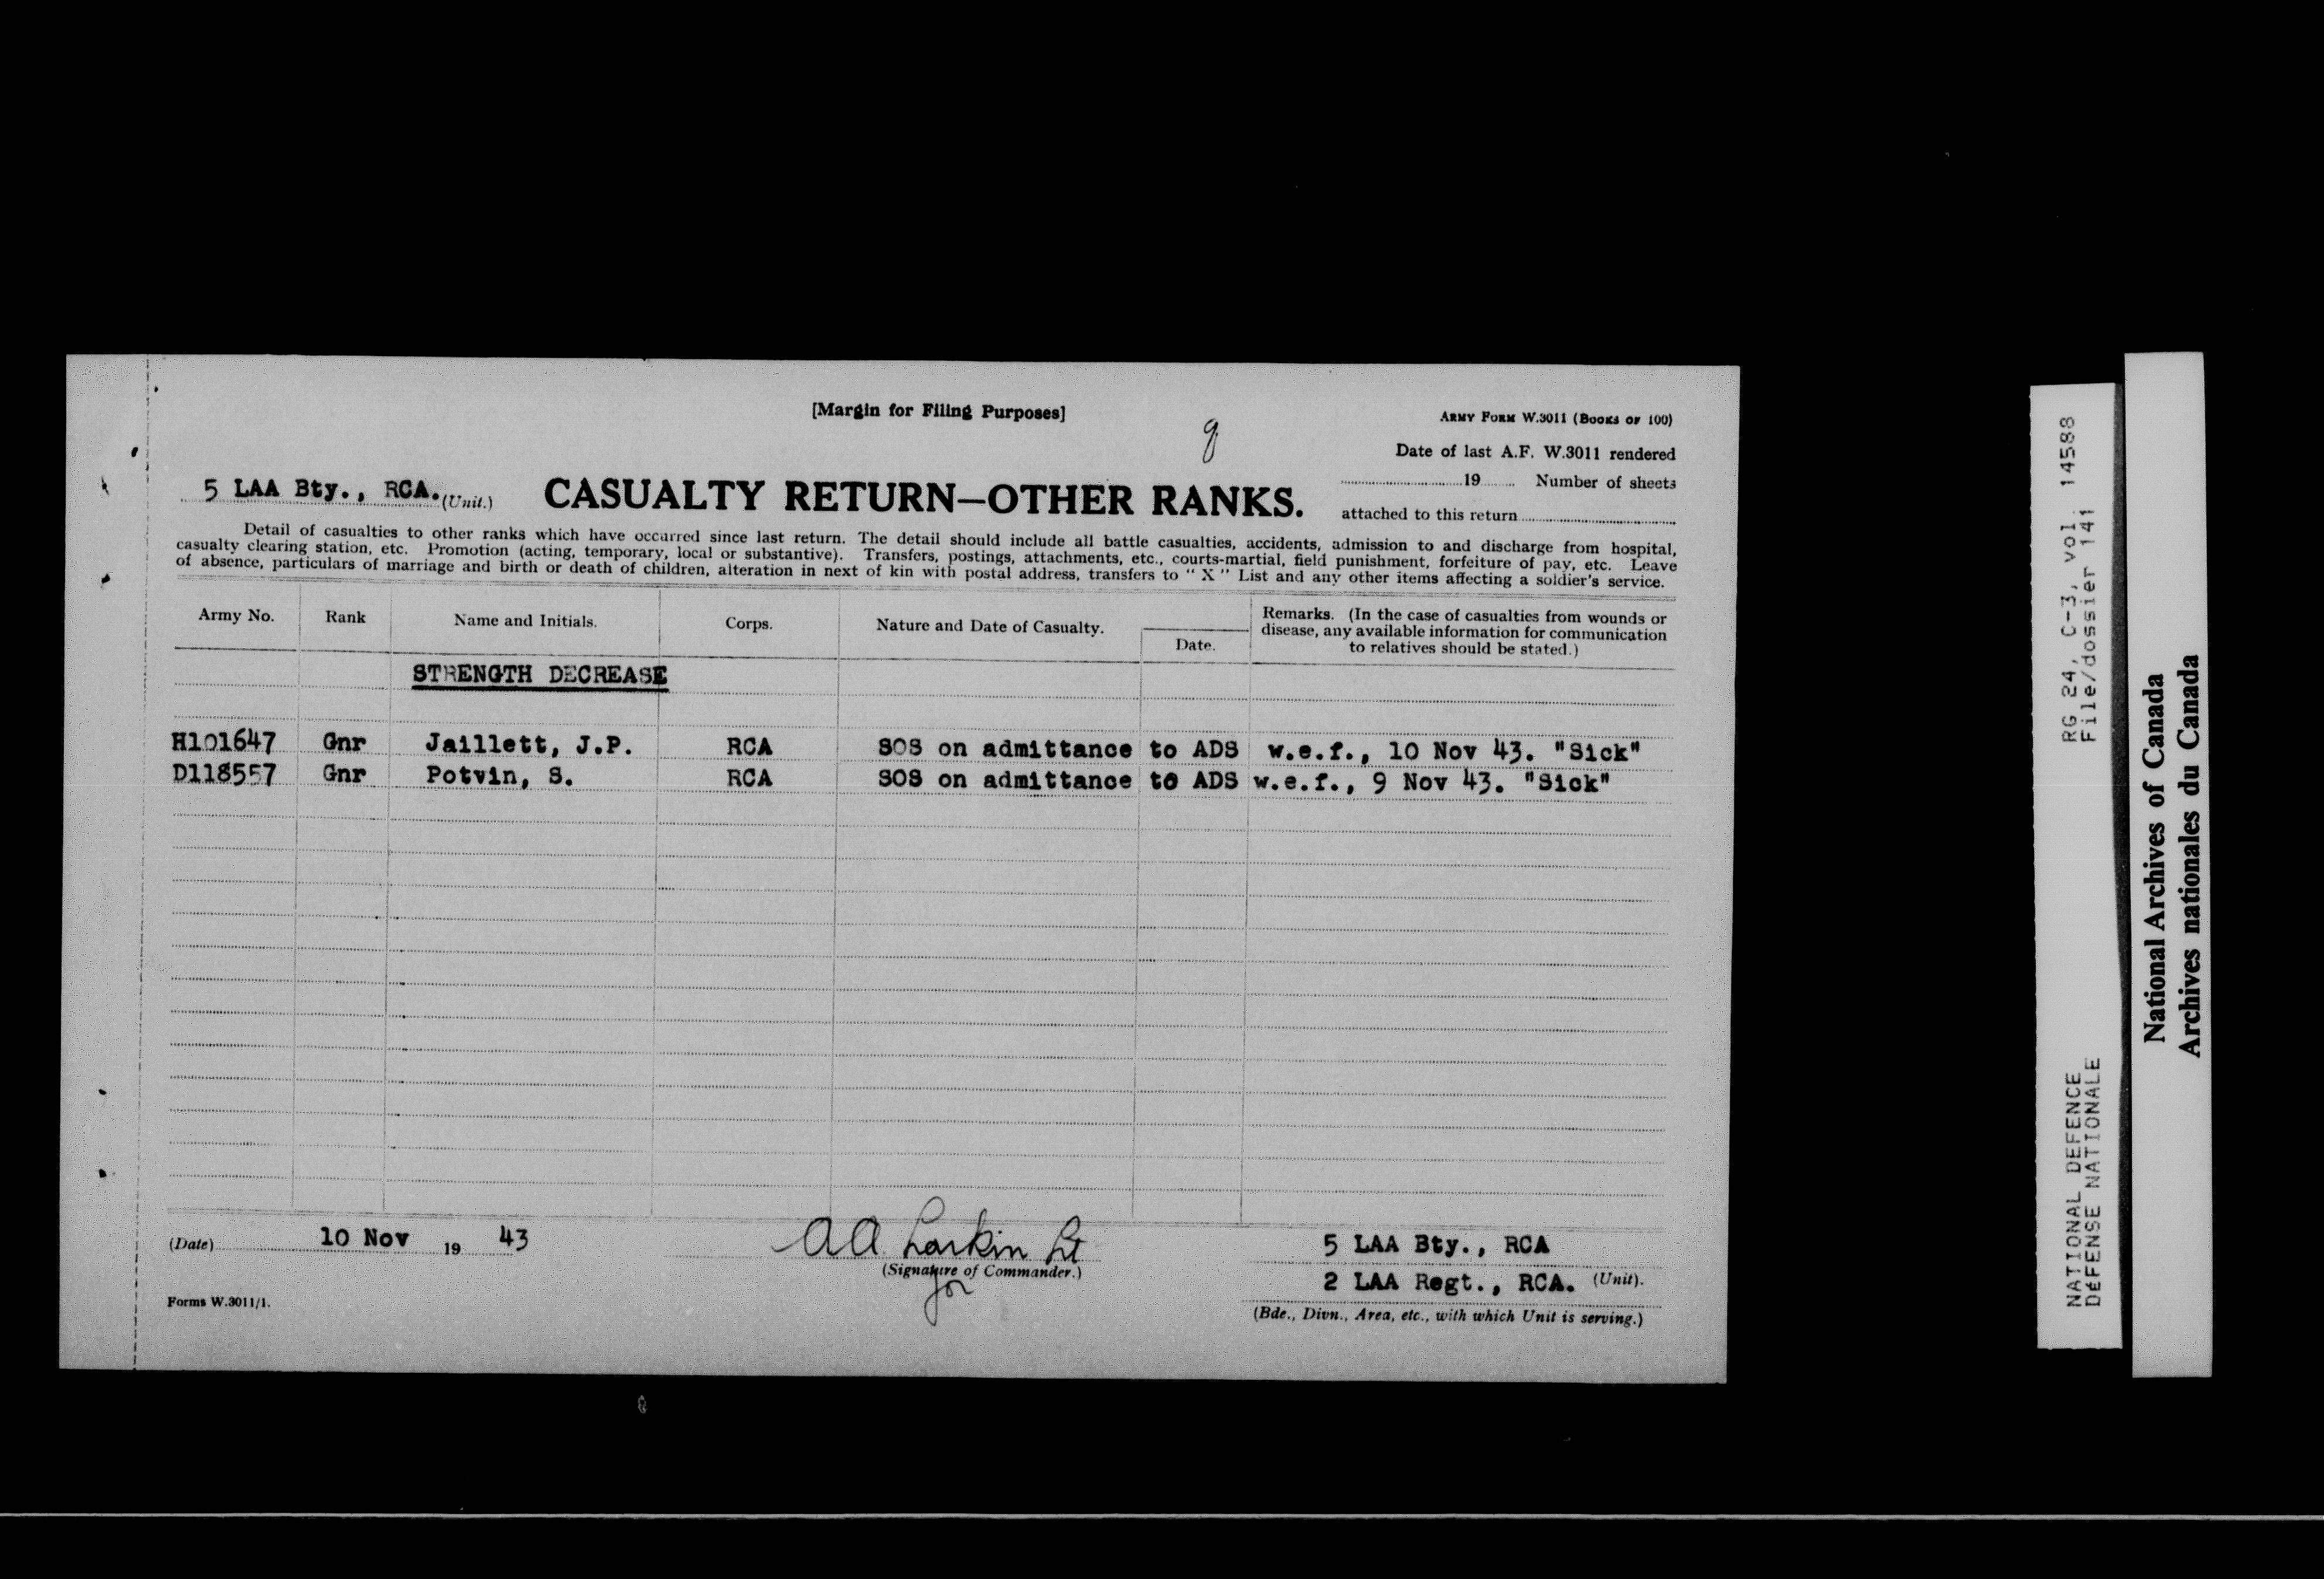 [Margin for Filing Purposes]
ARMY FORM W.3011 (BOOKS OF 100)
Date of last A.F. W.3011 rendered
5 LAA Bty., RCA. (Unit.)
CASUALTY RETURN—OTHER RANKS.
19 Number of sheets
attached to this return
Detail of casualties to other ranks which have occurred since last return. The detail should include all battle casualties, accidents, admission to and discharge from hospital,
casualty clearing station, etc. Promotion (acting, temporary, local or substantive). Transfers, postings, attachments, etc., courts-martial, field punishment, forfeiture of pay, etc. Leave
of absence, particulars of marriage and birth or death of children, alteration in next of kin with postal address, transfers to “ X ” List and any other items affecting a soldier's service.
Army No. Rank Name and Initials. Corps. Nature and Date of Casualty. Date. Remarks. (In the case of casualties from wounds or
disease, any available information for communication
to relatives should be stated.)
STRENGTH DECREASE
H101647 Gnr Jaillett, J.P. RCA SOS on admittance to ADS w.e.f., 10 Nov 43. "Sick"
D118557 Gnr Potvin, S. RCA SOS on admittance to ADS w.e.f., 9 Nov 43. "Sick"
(Date) 10 Nov 19 43
AA Larkin Lt
(Signature of Commander.)
for
5 LAA Bty., RCA
2 LAA Regt., RCA. (Unit).
(Bde., Divn., Area, etc., with which Unit is serving.)
Forms W.3011/1.
RG 24, C-3, vol. 14588
File/dossier 141
NATIONAL DEFENCE
DÉFENSE NATIONALE
National Archives of Canada
Archives nationales du Canada